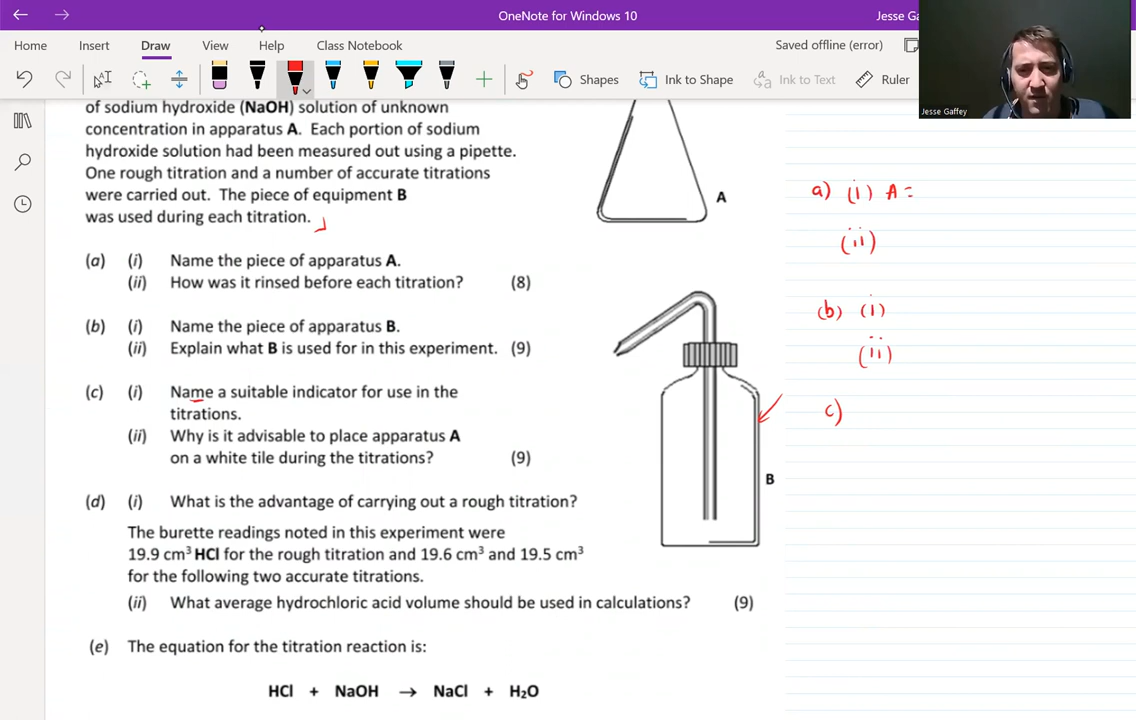 OneNote for Windows 10
Jesse Ga
Home Insert Draw View Help Class Notebook
Saved offline (error)
Shapes Ink to Shape Ink to Text Ruler
Jesse Gaffey
of sodium hydroxide (NaOH) solution of unknown
concentration in apparatus A. Each portion of sodium
hydroxide solution had been measured out using a pipette.
One rough titration and a number of accurate titrations
were carried out. The piece of equipment B
was used during each titration.
A
(a) (i) Name the piece of apparatus A.
(ii) How was it rinsed before each titration? (8)
(b) (i) Name the piece of apparatus B.
(ii) Explain what B is used for in this experiment. (9)
(c) (i) Name a suitable indicator for use in the
titrations.
(ii) Why is it advisable to place apparatus A
on a white tile during the titrations? (9)
B
(d) (i) What is the advantage of carrying out a rough titration?
The burette readings noted in this experiment were
19.9 cm³ HCl for the rough titration and 19.6 cm³ and 19.5 cm³
for the following two accurate titrations.
(ii) What average hydrochloric acid volume should be used in calculations? (9)
(e) The equation for the titration reaction is:
HCl + NaOH → NaCl + H₂O
a) (i) A =
(ii)
(b) (i)
(ii)
c)